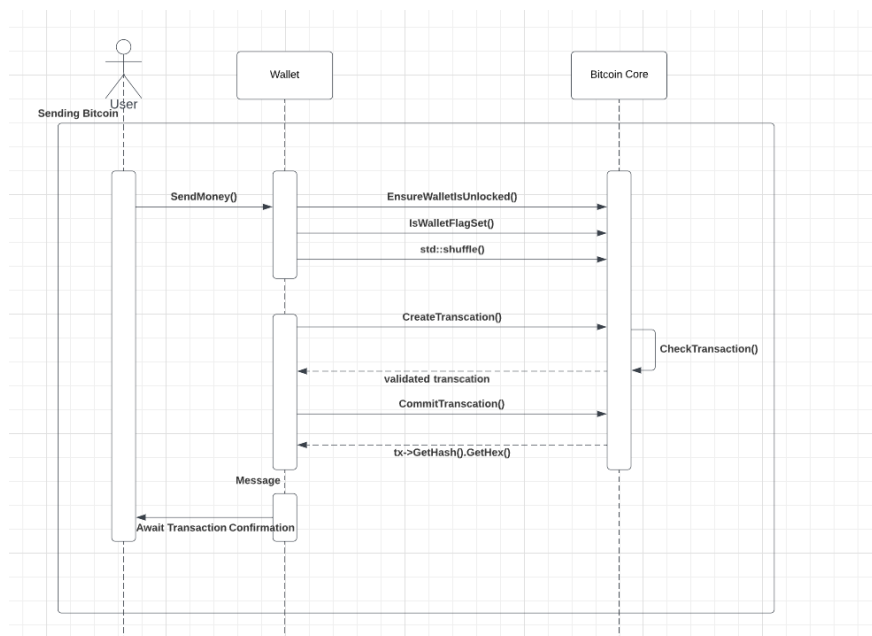 Wallet
Bitcoin Core
User
Sending Bitcoin
SendMoney()
EnsureWalletIsUnlocked()
IsWalletFlagSet()
std::shuffle()
CreateTranscation()
CheckTransaction()
validated transcation
CommitTranscation()
tx->GetHash().GetHex()
Message
Await Transaction Confirmation